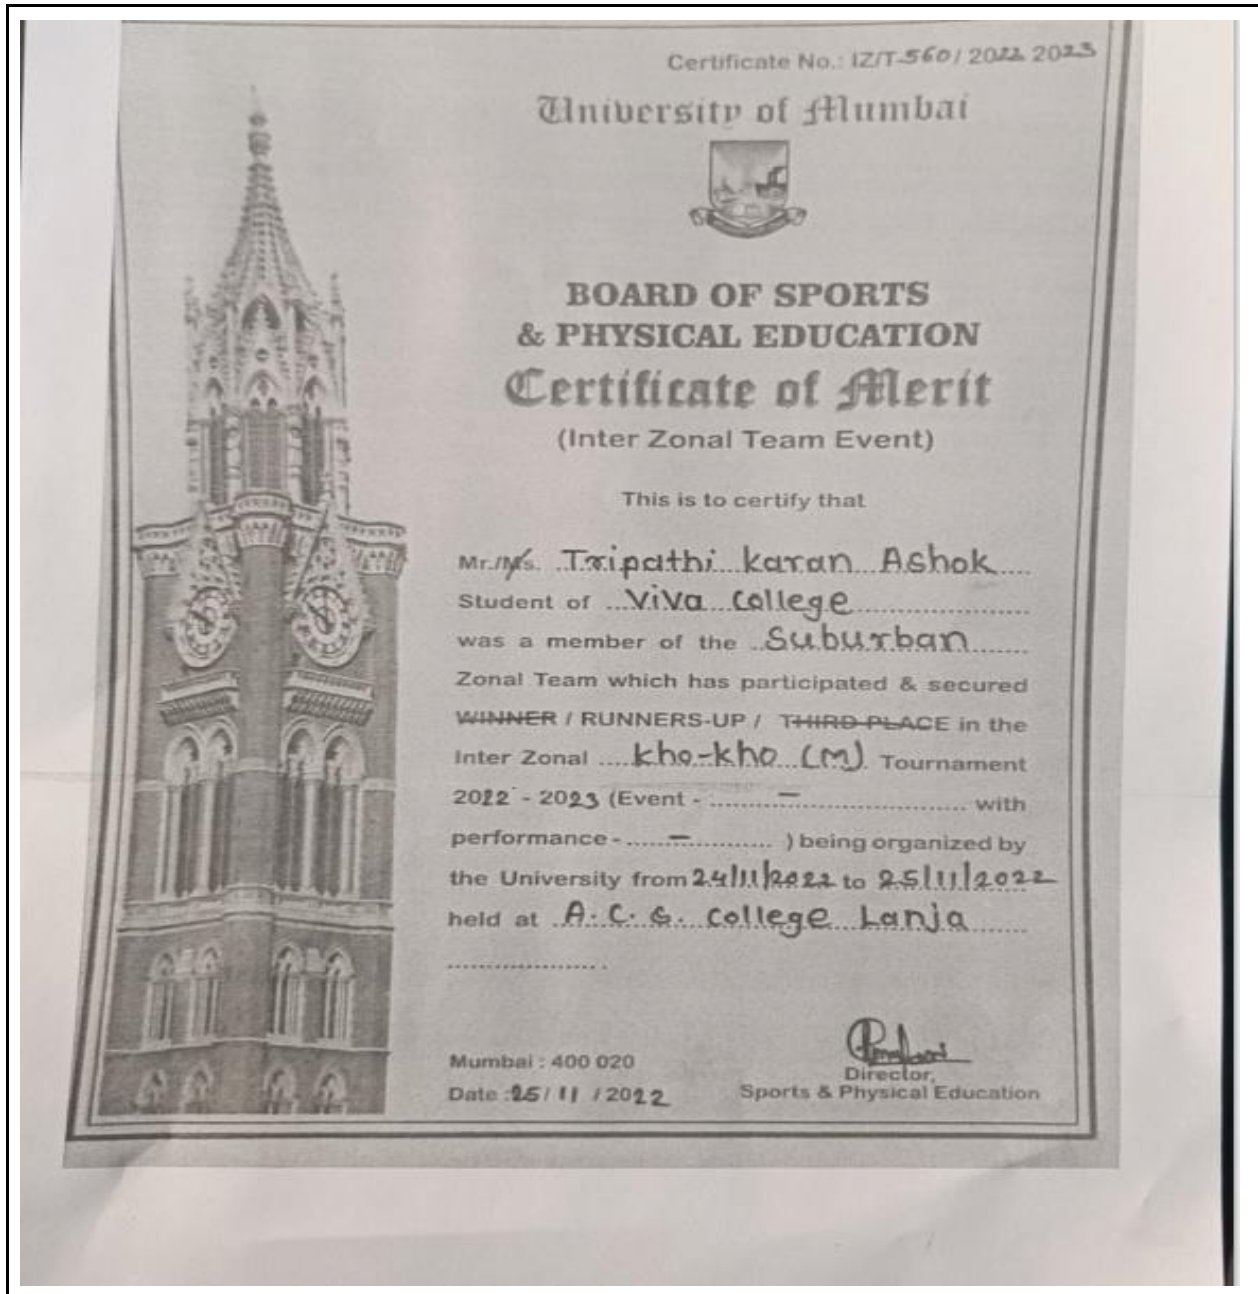 Certificate No.: IZ/T-560/2022 2023
University of Mumbai
BOARD OF SPORTS
& PHYSICAL EDUCATION
Certificate of Merit
(Inter Zonal Team Event)
This is to certify that
Mr./Ms. Tripathi karan Ashok
Student of ViVa College
was a member of the Suburban
Zonal Team which has participated & secured
WINNER / RUNNERS-UP / THIRD PLACE in the
Inter Zonal kho-kho (M) Tournament
2022 - 2023 (Event - – with
performance - – ) being organized by
the University from 24/11/2022 to 25/11/2022
held at A.C.S. College Lanja
Mumbai : 400 020
Date : 25/11/2022
Director,
Sports & Physical Education